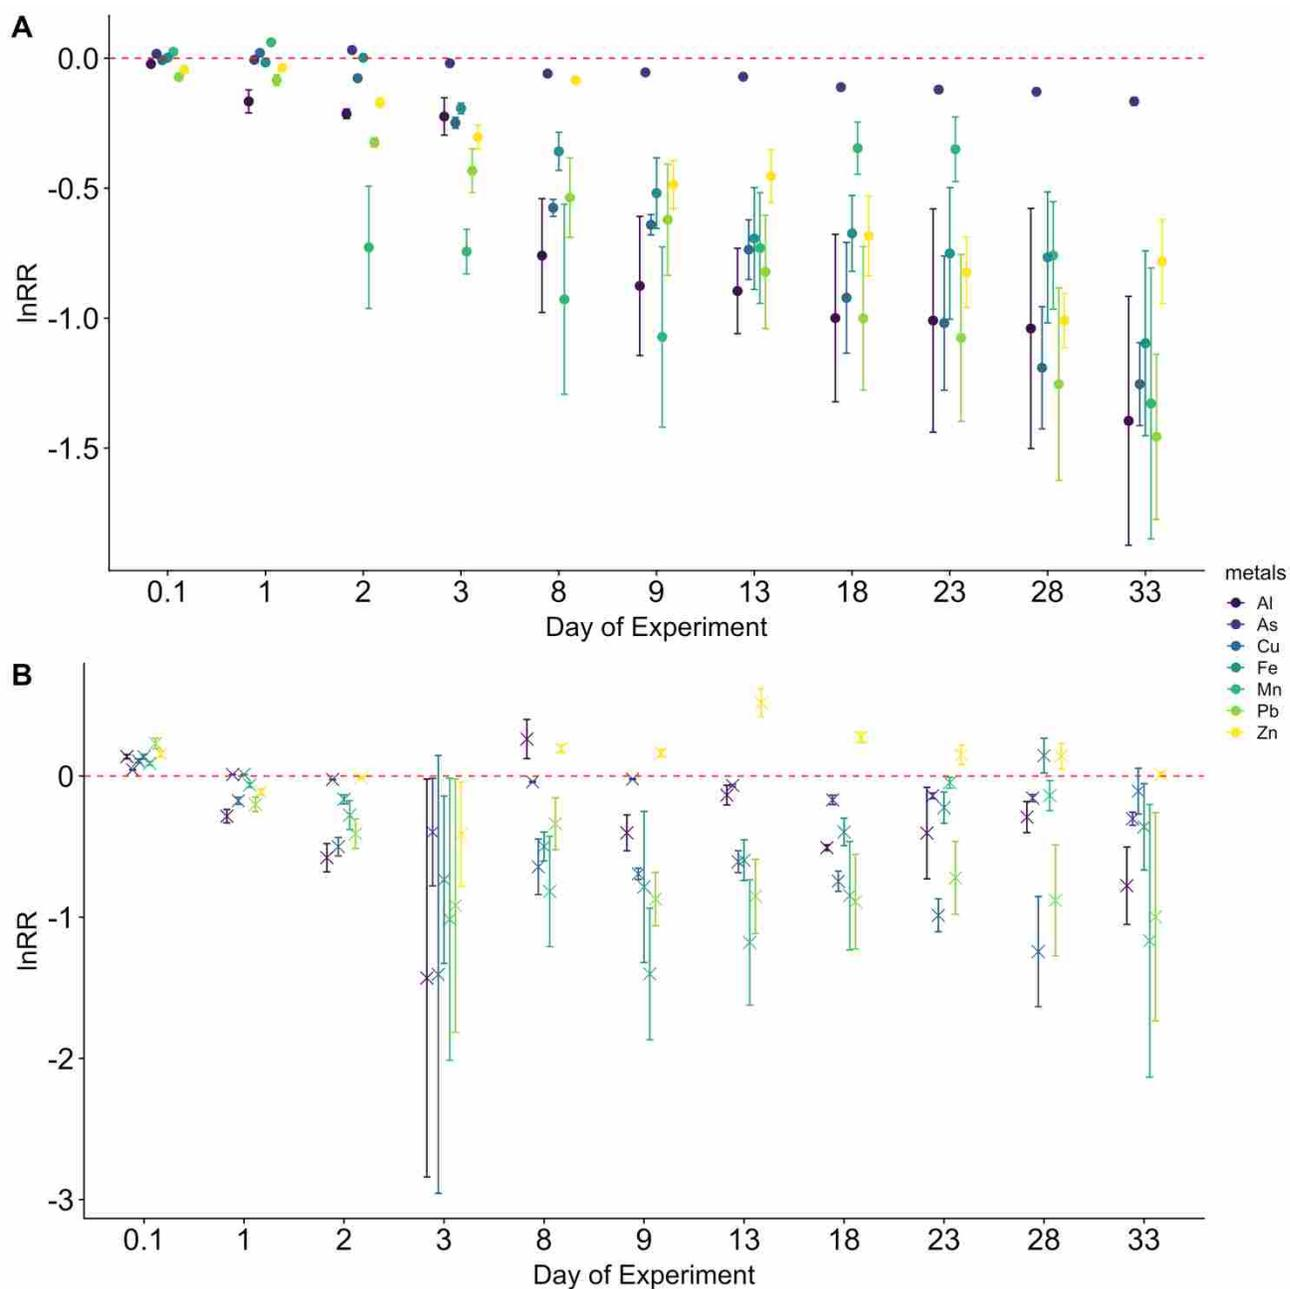 A
0.0
-0.5
-1.0
-1.5
lnRR
0.1 1 2 3 8 9 13 18 23 28 33
Day of Experiment
metals
Al
As
Cu
Fe
Mn
Pb
Zn
B
0
-1
-2
-3
lnRR
0.1 1 2 3 8 9 13 18 23 28 33
Day of Experiment